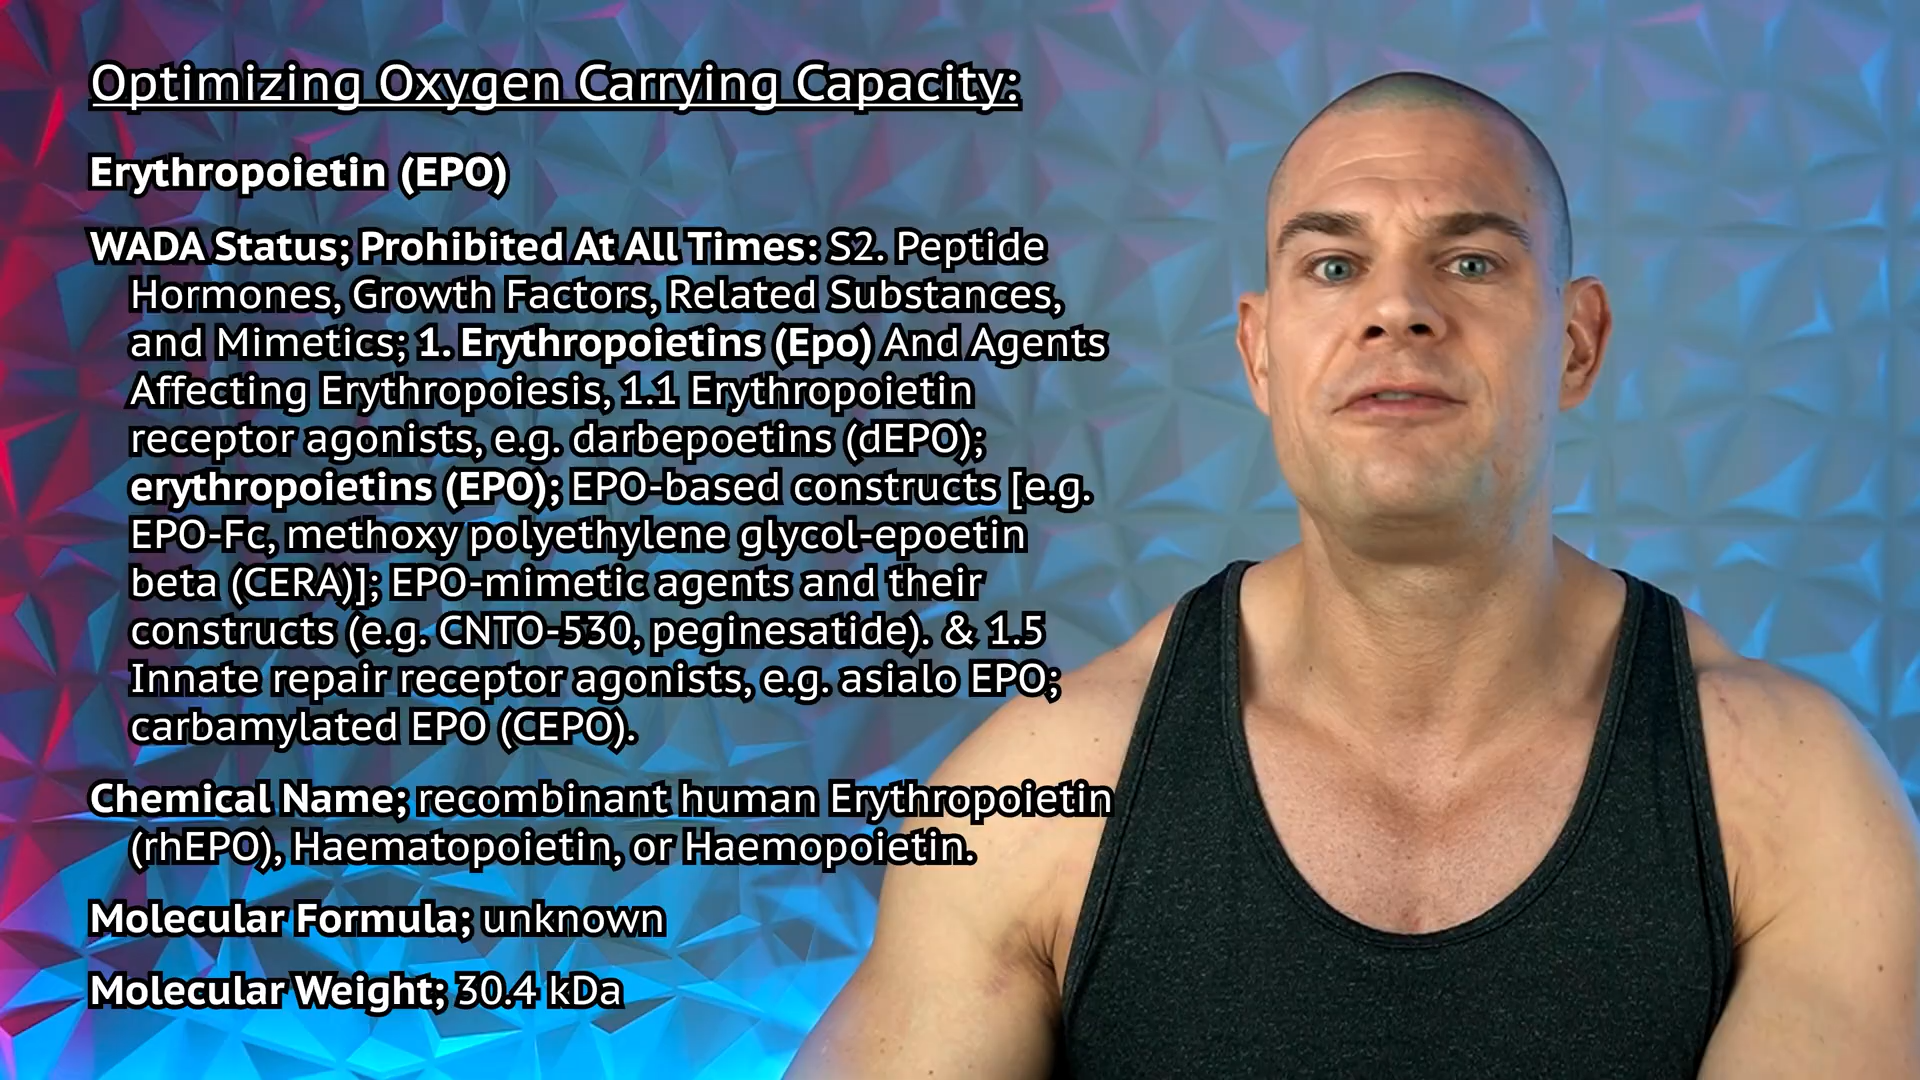 Optimizing Oxygen Carrying Capacity:
Erythropoietin (EPO)
WADA Status; Prohibited At All Times: S2. Peptide
Hormones, Growth Factors, Related Substances,
and Mimetics; 1. Erythropoietins (Epo) And Agents
Affecting Erythropoiesis, 1.1 Erythropoietin
receptor agonists, e.g. darbepoetins (dEPO);
erythropoietins (EPO); EPO-based constructs [e.g.
EPO-Fc, methoxy polyethylene glycol-epoetin
beta (CERA)]; EPO-mimetic agents and their
constructs (e.g. CNTO-530, peginesatide). & 1.5
Innate repair receptor agonists, e.g. asialo EPO;
carbamylated EPO (CEPO).
Chemical Name; recombinant human Erythropoietin
(rhEPO), Haematopoietin, or Haemopoietin.
Molecular Formula; unknown
Molecular Weight; 30.4 kDa